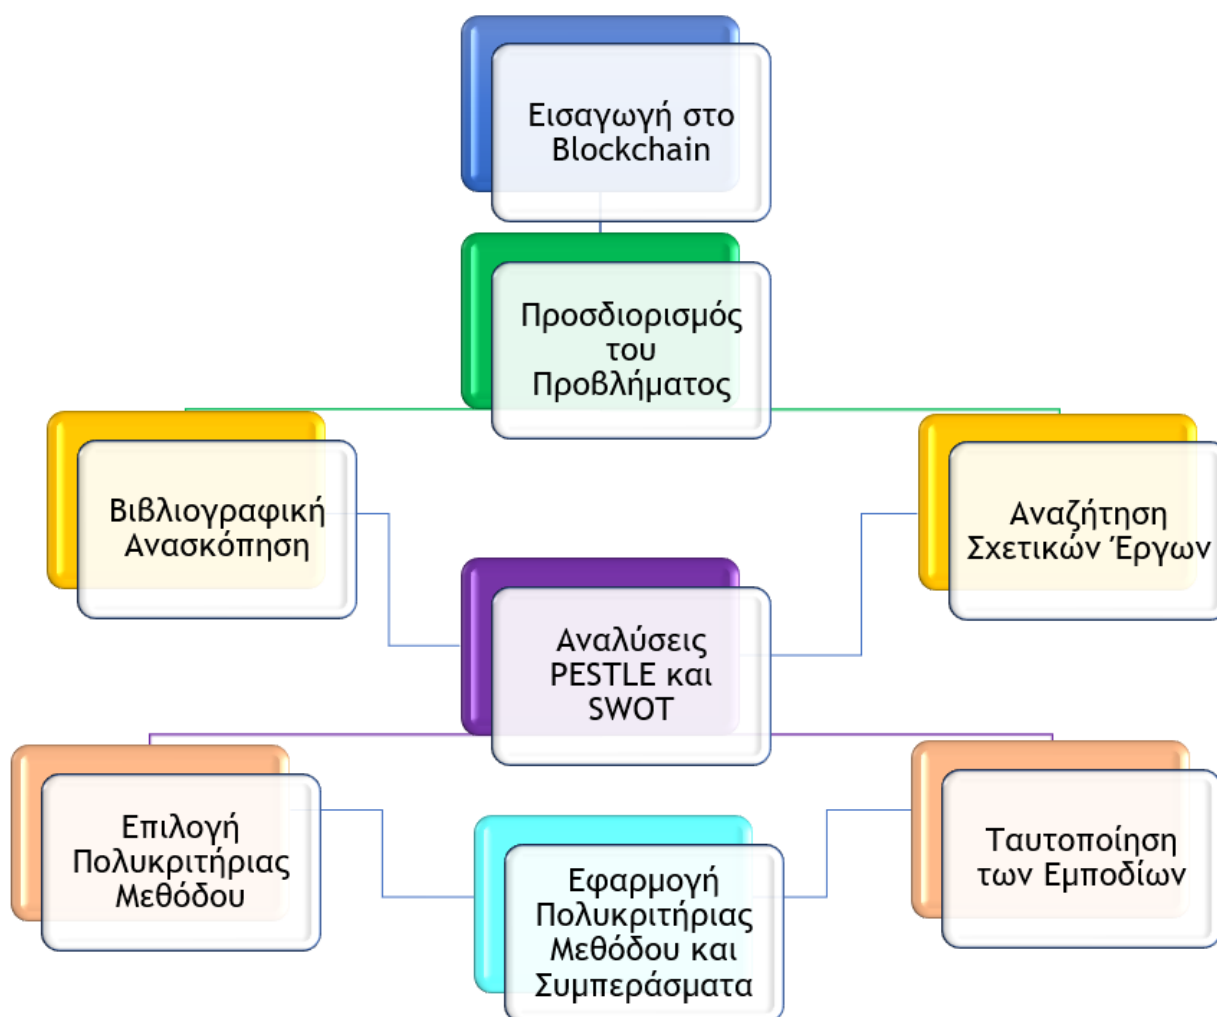 Εισαγωγή στο
Blockchain
Προσδιορισμός
του
Προβλήματος
Βιβλιογραφική
Ανασκόπηση
Αναζήτηση
Σχετικών Έργων
Αναλύσεις
PESTLE και
SWOT
Επιλογή
Πολυκριτήριας
Μεθόδου
Ταυτοποίηση
των Εμποδίων
Εφαρμογή
Πολυκριτήριας
Μεθόδου και
Συμπεράσματα